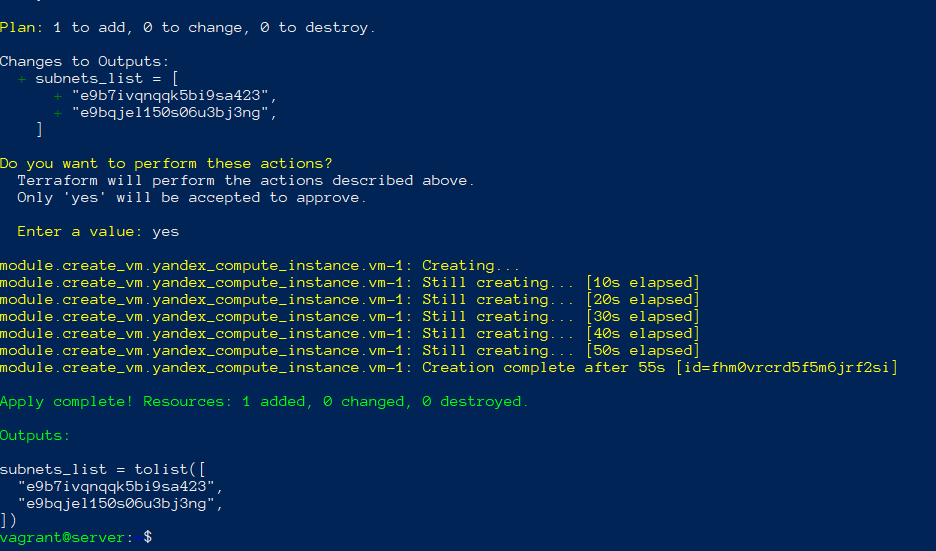 Plan: 1 to add, 0 to change, 0 to destroy.
Changes to Outputs:
+ subnets_list = [
+ "e9b7ivqnqqk5bi9sa423",
+ "e9bqjel150s06u3bj3ng",
]
Do you want to perform these actions?
Terraform will perform the actions described above.
Only 'yes' will be accepted to approve.
Enter a value: yes
module.create_vm.yandex_compute_instance.vm-1: Creating...
module.create_vm.yandex_compute_instance.vm-1: Still creating... [10s elapsed]
module.create_vm.yandex_compute_instance.vm-1: Still creating... [20s elapsed]
module.create_vm.yandex_compute_instance.vm-1: Still creating... [30s elapsed]
module.create_vm.yandex_compute_instance.vm-1: Still creating... [40s elapsed]
module.create_vm.yandex_compute_instance.vm-1: Still creating... [50s elapsed]
module.create_vm.yandex_compute_instance.vm-1: Creation complete after 55s [id=fhm0vrcrd5f5m6jrf2si]
Apply complete! Resources: 1 added, 0 changed, 0 destroyed.
Outputs:
subnets_list = tolist([
"e9b7ivqnqqk5bi9sa423",
"e9bqjel150s06u3bj3ng",
])
vagrant@server: $